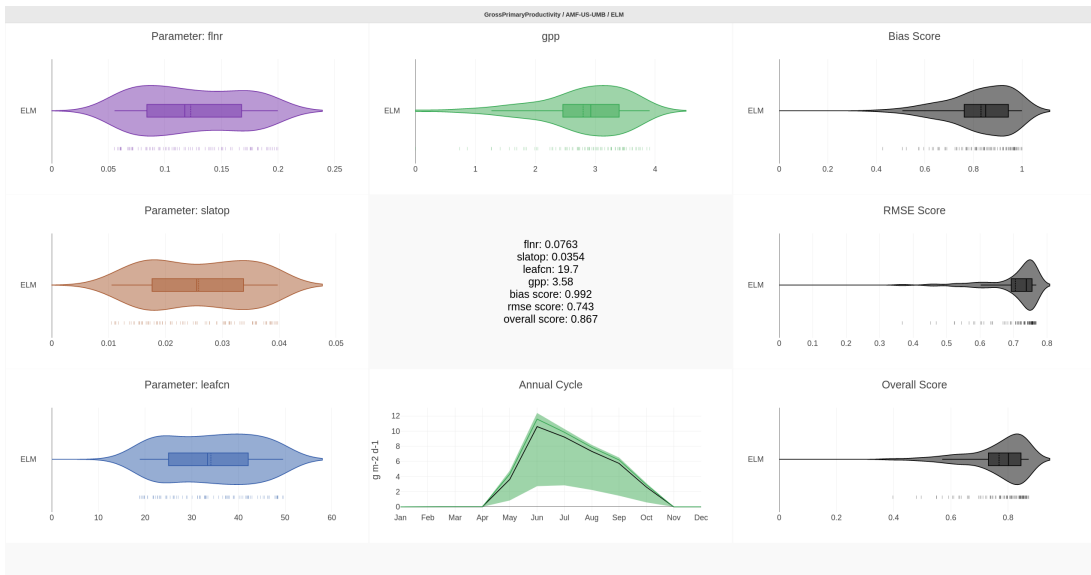 GrossPrimaryProductivity / AMF-US-UMB / ELM
Parameter: flnr
ELM
0 0.05 0.1 0.15 0.2 0.25
gpp
ELM
0 1 2 3 4
Bias Score
ELM
0 0.2 0.4 0.6 0.8 1
Parameter: slatop
ELM
0 0.01 0.02 0.03 0.04 0.05
flnr: 0.0763
slatop: 0.0354
leafcn: 19.7
gpp: 3.58
bias score: 0.992
rmse score: 0.743
overall score: 0.867
RMSE Score
ELM
0 0.1 0.2 0.3 0.4 0.5 0.6 0.7 0.8
Parameter: leafcn
ELM
0 10 20 30 40 50 60
Annual Cycle
g m-2 d-1
12
10
8
6
4
2
0
Jan Feb Mar Apr May Jun Jul Aug Sep Oct Nov Dec
Overall Score
ELM
0 0.2 0.4 0.6 0.8